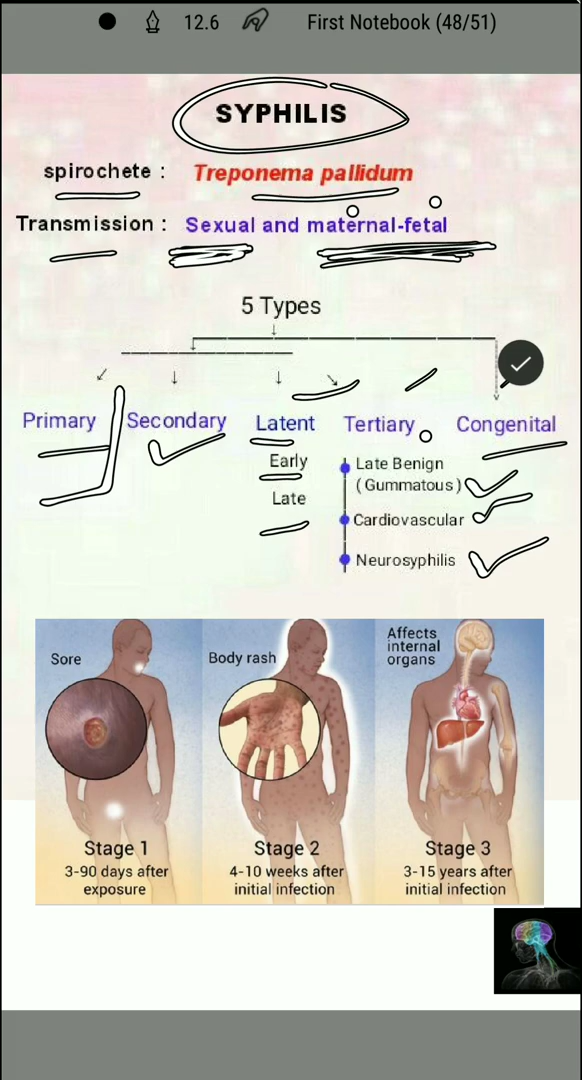 12.6 First Notebook (48/51)
SYPHILIS
spirochete : Treponema pallidum
Transmission : Sexual and maternal-fetal
5 Types
Primary Secondary Latent Tertiary Congenital
Early
Late
Late Benign
(Gummatous)
Cardiovascular
Neurosyphilis
Sore
Body rash
Affects
internal
organs
Stage 1
3-90 days after
exposure
Stage 2
4-10 weeks after
initial infection
Stage 3
3-15 years after
initial infection